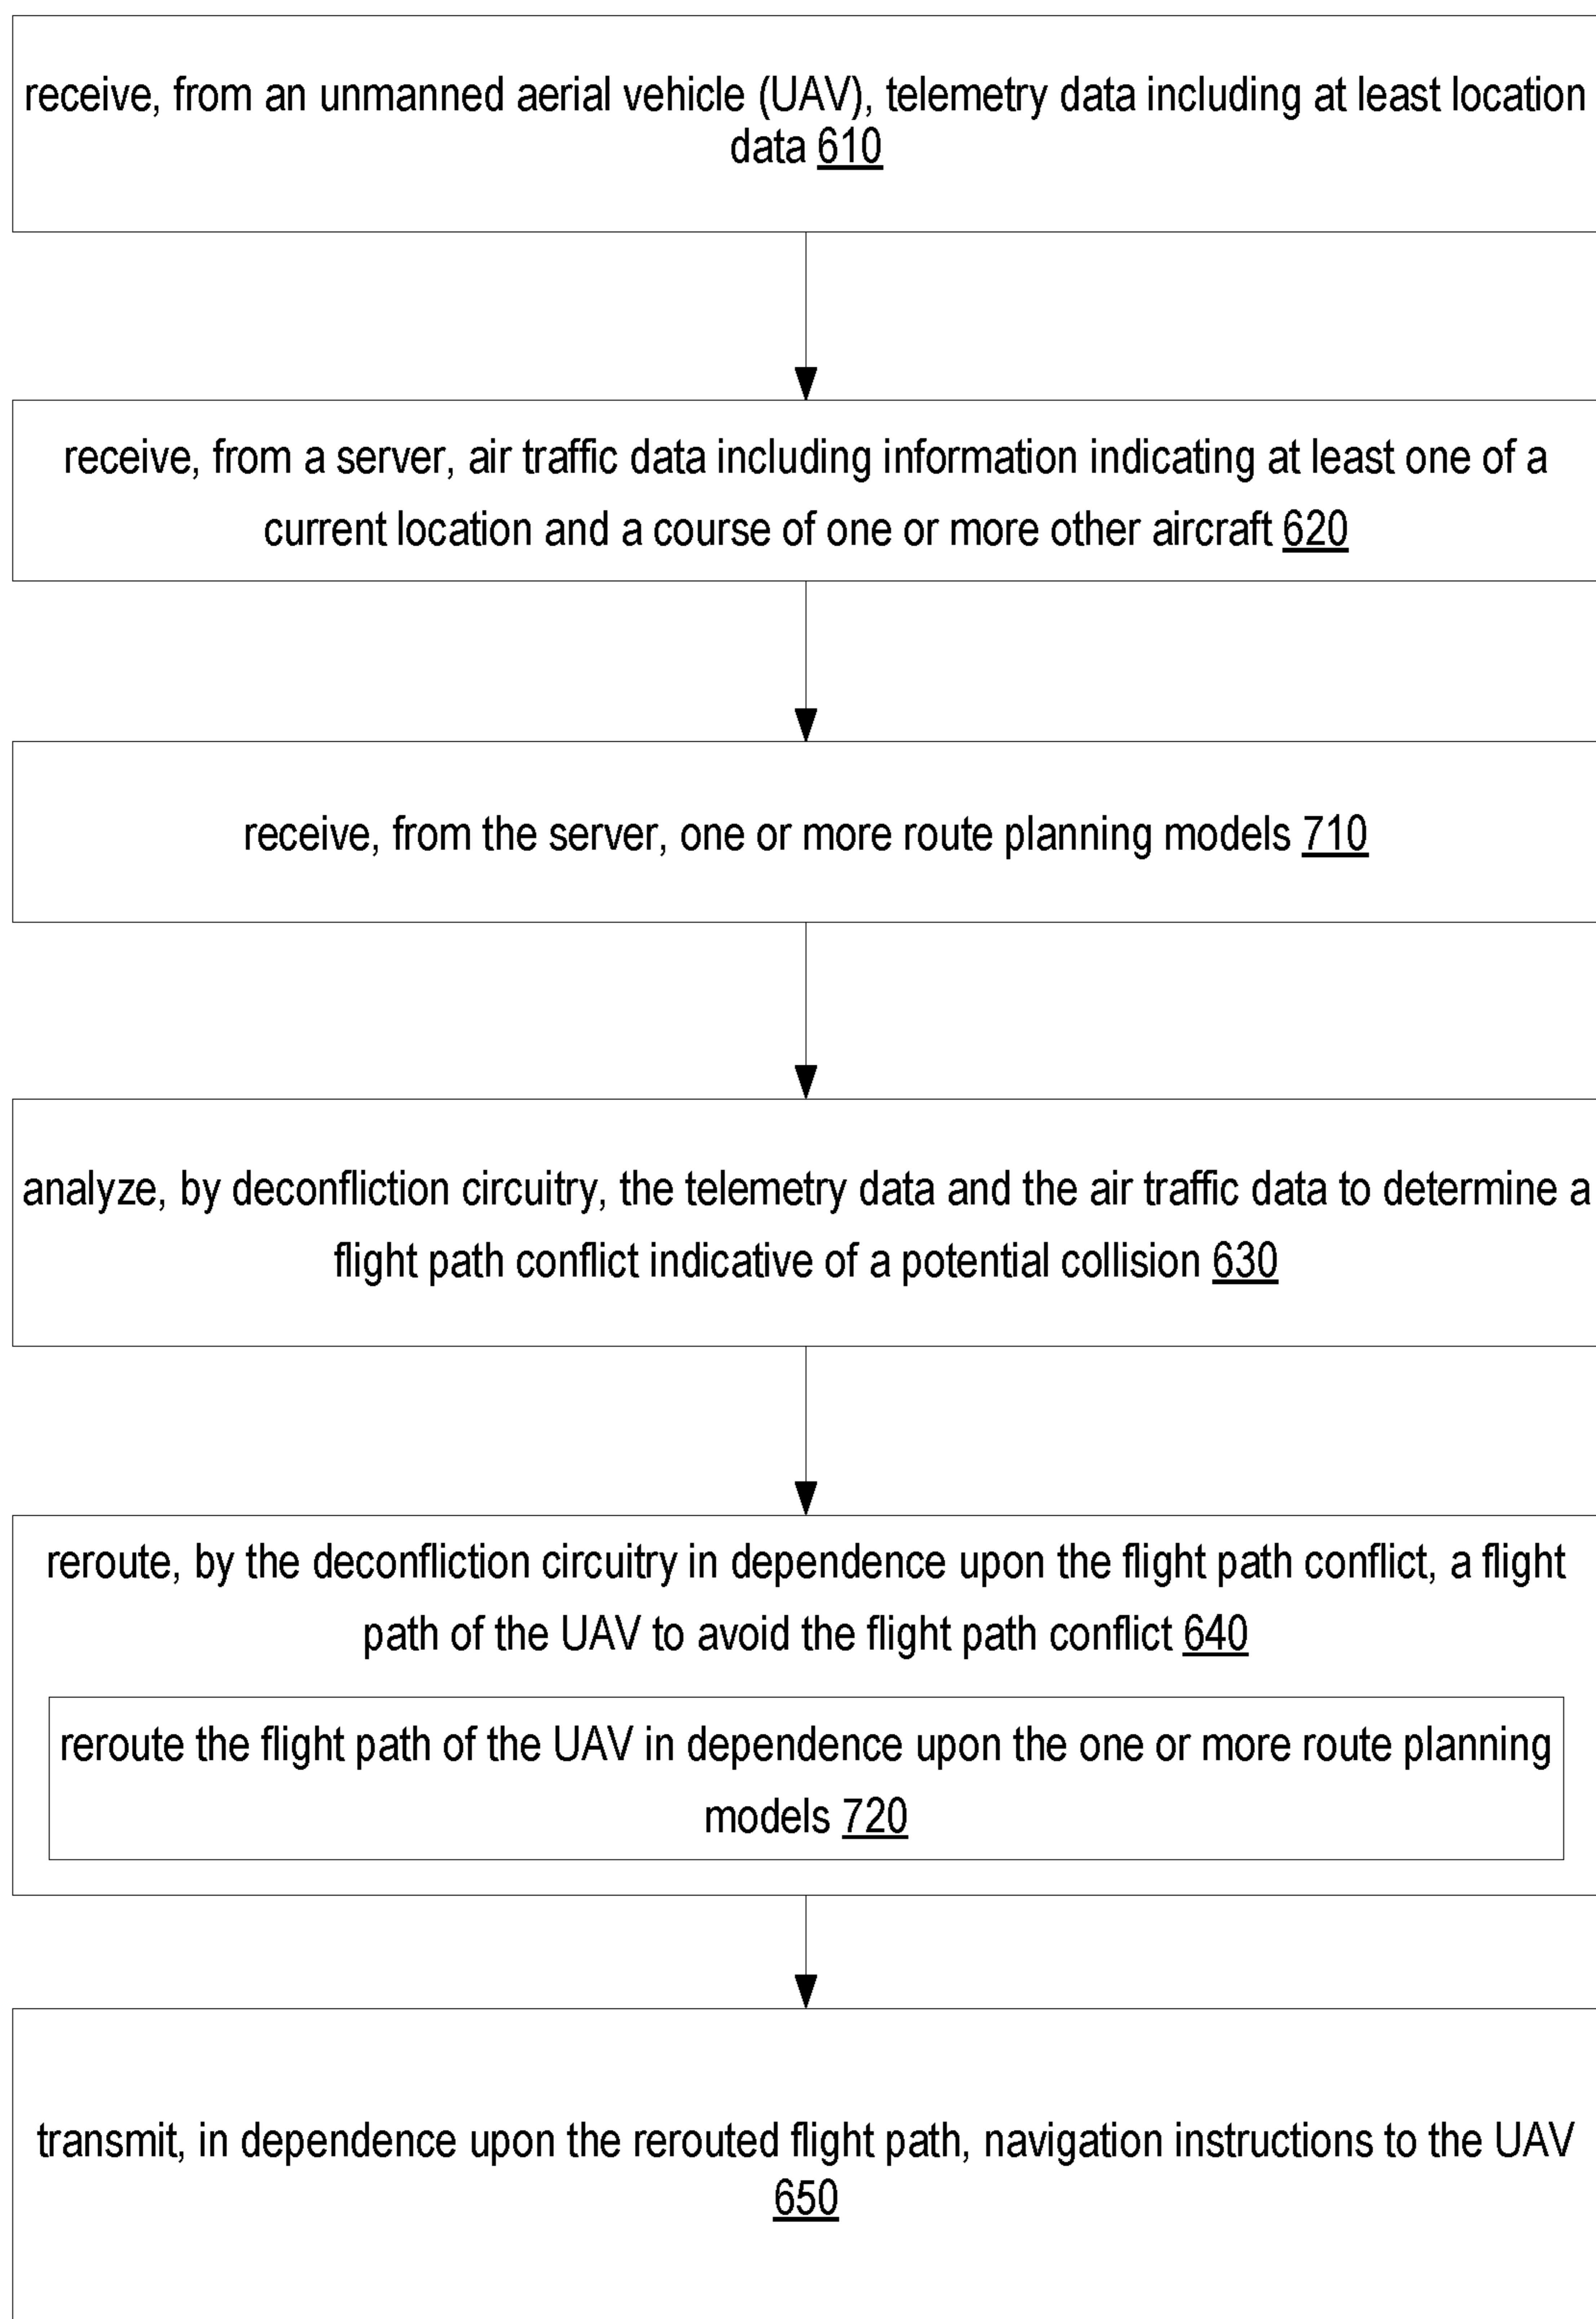 receive, from an unmanned aerial vehicle (UAV), telemetry data including at least location
data 610
receive, from a server, air traffic data including information indicating at least one of a
current location and a course of one or more other aircraft 620
receive, from the server, one or more route planning models 710
analyze, by deconfliction circuitry, the telemetry data and the air traffic data to determine a
flight path conflict indicative of a potential collision 630
reroute, by the deconfliction circuitry in dependence upon the flight path conflict, a flight
path of the UAV to avoid the flight path conflict 640
reroute the flight path of the UAV in dependence upon the one or more route planning
models 720
transmit, in dependence upon the rerouted flight path, navigation instructions to the UAV
650